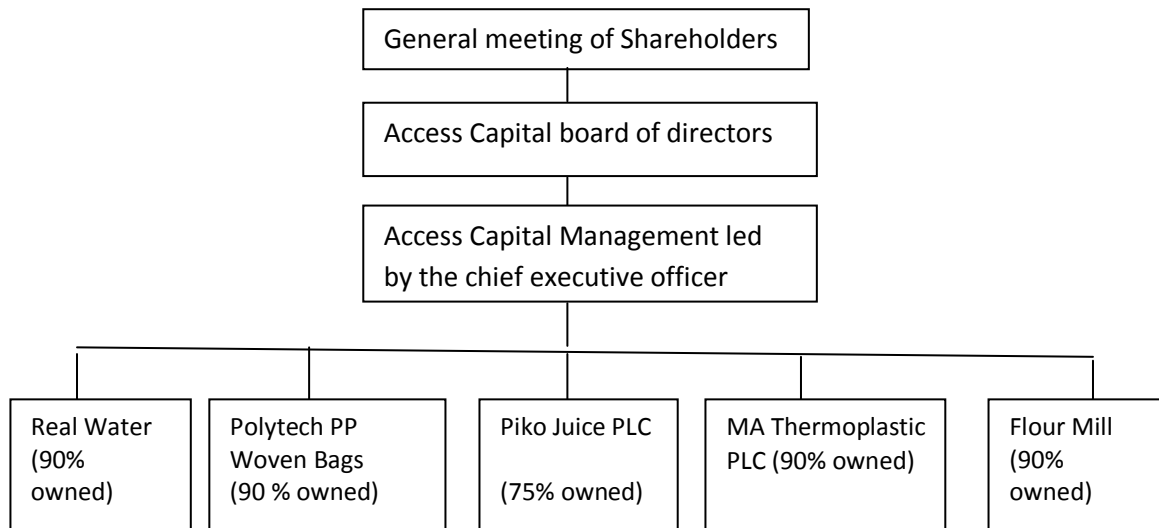 General meeting of Shareholders
Access Capital board of directors
Access Capital Management led
by the chief executive officer
Real Water
(90%
owned)
Polytech PP
Woven Bags
(90 % owned)
Piko Juice PLC
(75% owned)
MA Thermoplastic
PLC (90% owned)
Flour Mill
(90%
owned)